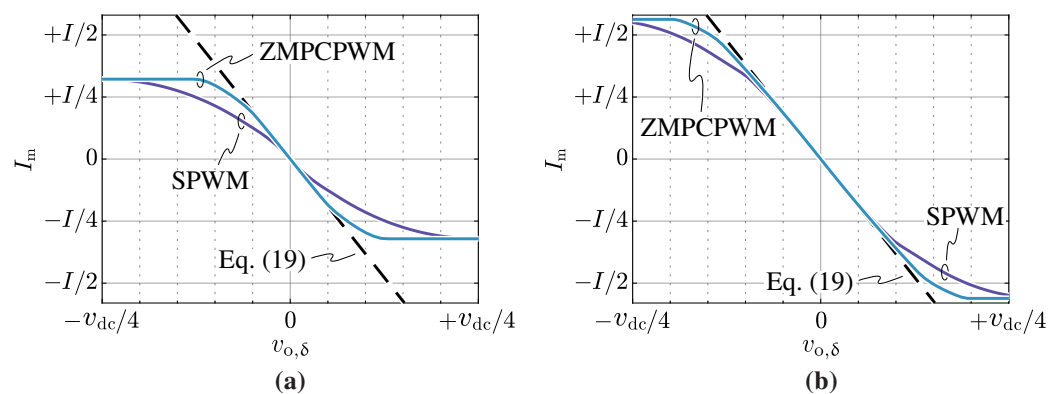 +I/2
+I/4
0
−I/4
−I/2
I_m
ZMPCPWM
SPWM
Eq. (19)
−v_dc/4
0
+v_dc/4
v_o,δ
(a)
+I/2
+I/4
0
−I/4
−I/2
I_m
ZMPCPWM
SPWM
Eq. (19)
−v_dc/4
0
+v_dc/4
v_o,δ
(b)